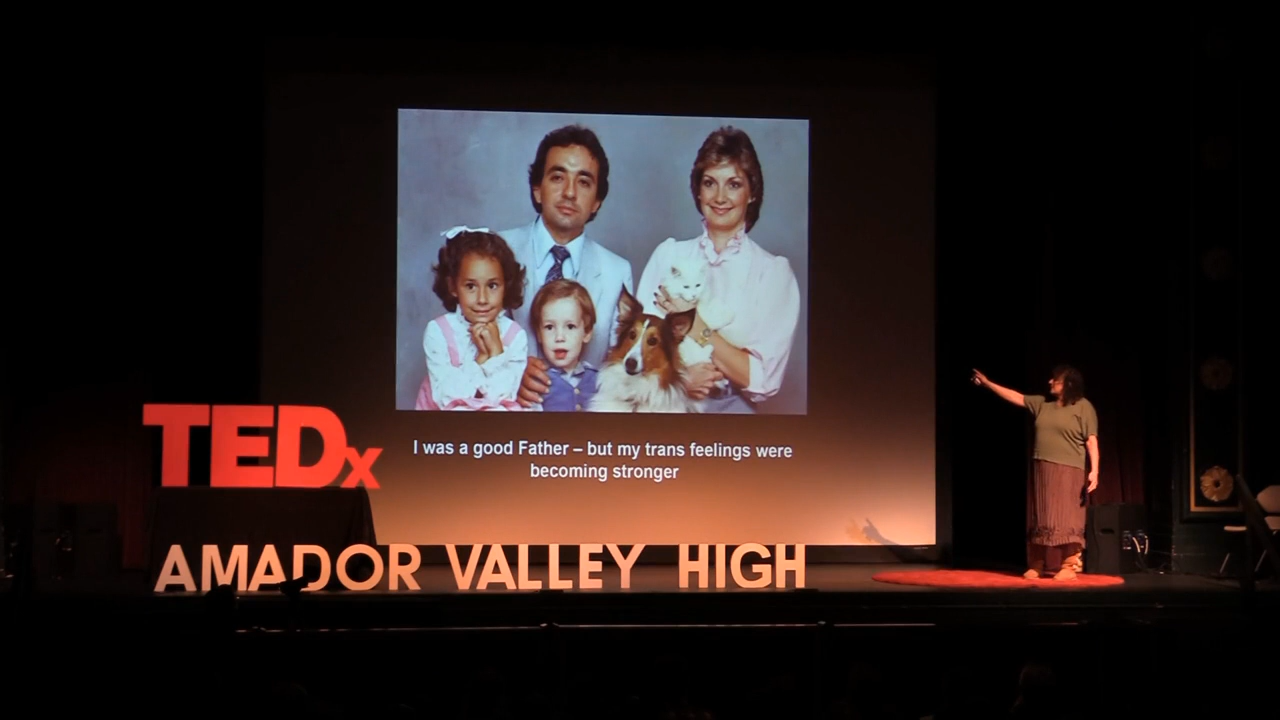 I was a good Father – but my trans feelings were
becoming stronger
TEDx
AMADOR VALLEY HIGH